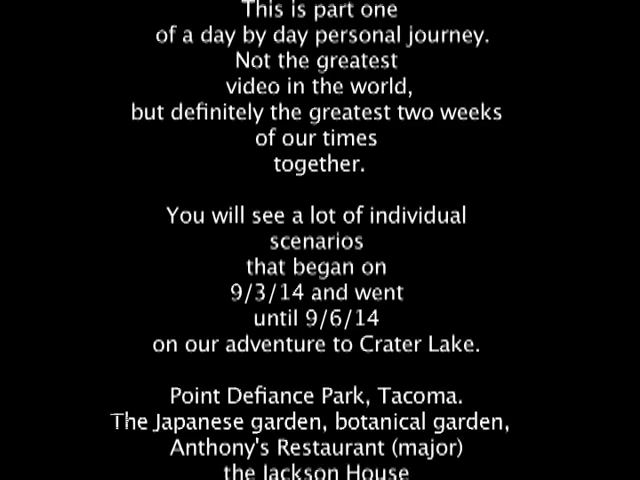 This is part one
of a day by day personal journey.
Not the greatest
video in the world,
but definitely the greatest two weeks
of our times
together.
You will see a lot of individual
scenarios
that began on
9/3/14 and went
until 9/6/14
on our adventure to Crater Lake.
Point Defiance Park, Tacoma.
The Japanese garden, botanical garden,
Anthony's Restaurant (major)
the Jackson House